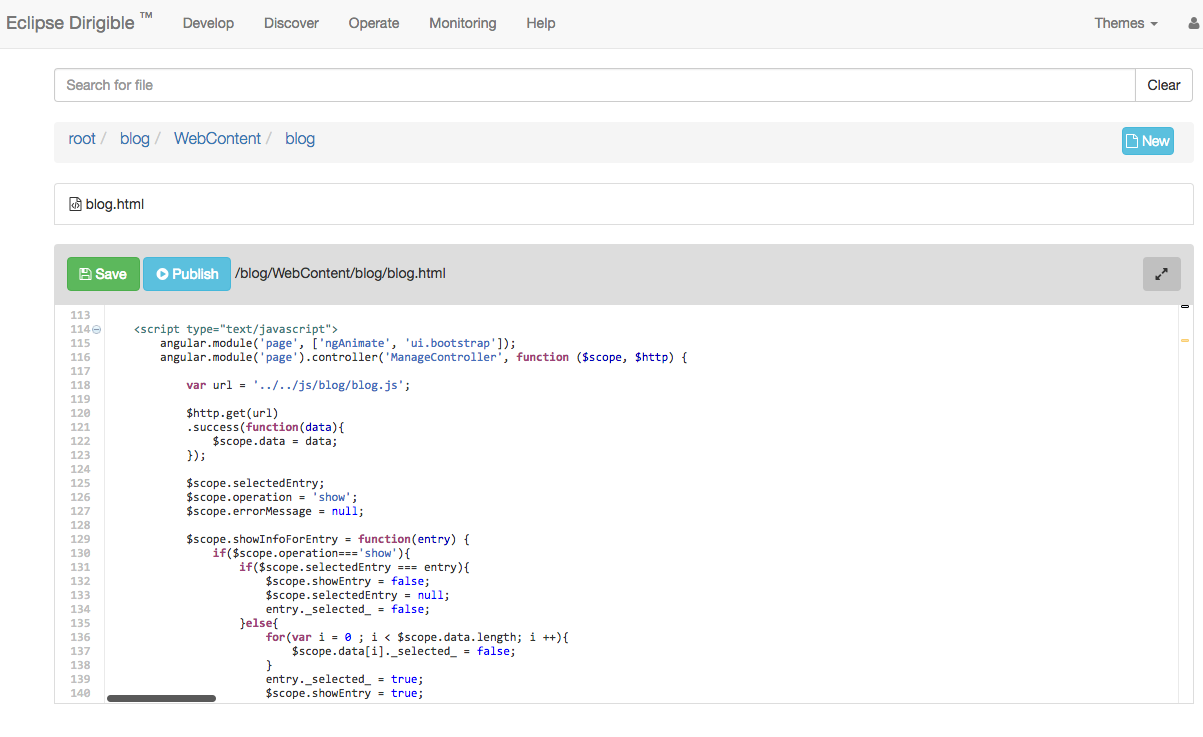 Eclipse Dirigible ™ Develop Discover Operate Monitoring Help Themes
Search for file Clear
root / blog / WebContent / blog New
blog.html
Save Publish /blog/WebContent/blog/blog.html
113
114 <script type="text/javascript">
115 angular.module('page', ['ngAnimate', 'ui.bootstrap']);
116 angular.module('page').controller('ManageController', function ($scope, $http) {
117
118 var url = '../../js/blog/blog.js';
119
120 $http.get(url)
121 .success(function(data){
122 $scope.data = data;
123 });
124
125 $scope.selectedEntry;
126 $scope.operation = 'show';
127 $scope.errorMessage = null;
128
129 $scope.showInfoForEntry = function(entry) {
130 if($scope.operation==='show'){
131 if($scope.selectedEntry === entry){
132 $scope.showEntry = false;
133 $scope.selectedEntry = null;
134 entry._selected_ = false;
135 }else{
136 for(var i = 0 ; i < $scope.data.length; i ++){
137 $scope.data[i]._selected_ = false;
138 }
139 entry._selected_ = true;
140 $scope.showEntry = true;